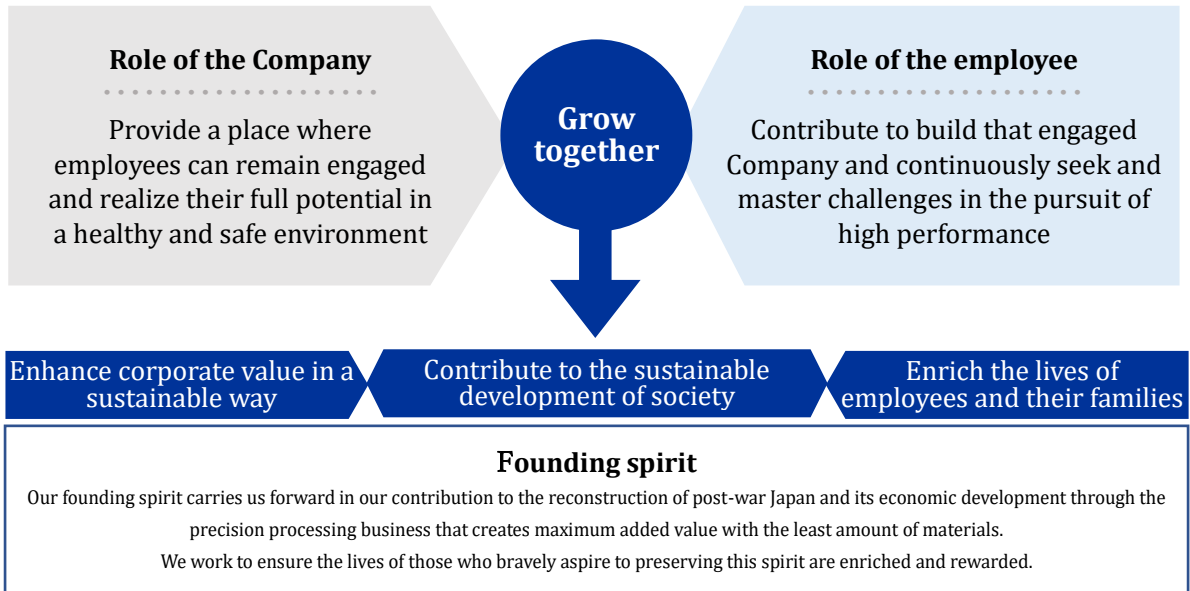 Role of the Company
Provide a place where
employees can remain engaged
and realize their full potential in
a healthy and safe environment
Grow
together
Role of the employee
Contribute to build that engaged
Company and continuously seek and
master challenges in the pursuit of
high performance
Enhance corporate value in a
sustainable way
Contribute to the sustainable
development of society
Enrich the lives of
employees and their families
Founding spirit
Our founding spirit carries us forward in our contribution to the reconstruction of post-war Japan and its economic development through the
precision processing business that creates maximum added value with the least amount of materials.
We work to ensure the lives of those who bravely aspire to preserving this spirit are enriched and rewarded.